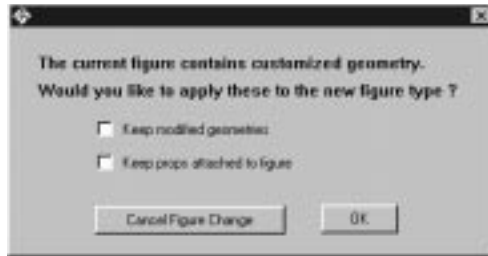 The current figure contains customized geometry.
Would you like to apply these to the new figure type ?
Keep modified geometries
Keep props attached to figure
Cancel Figure Change
OK